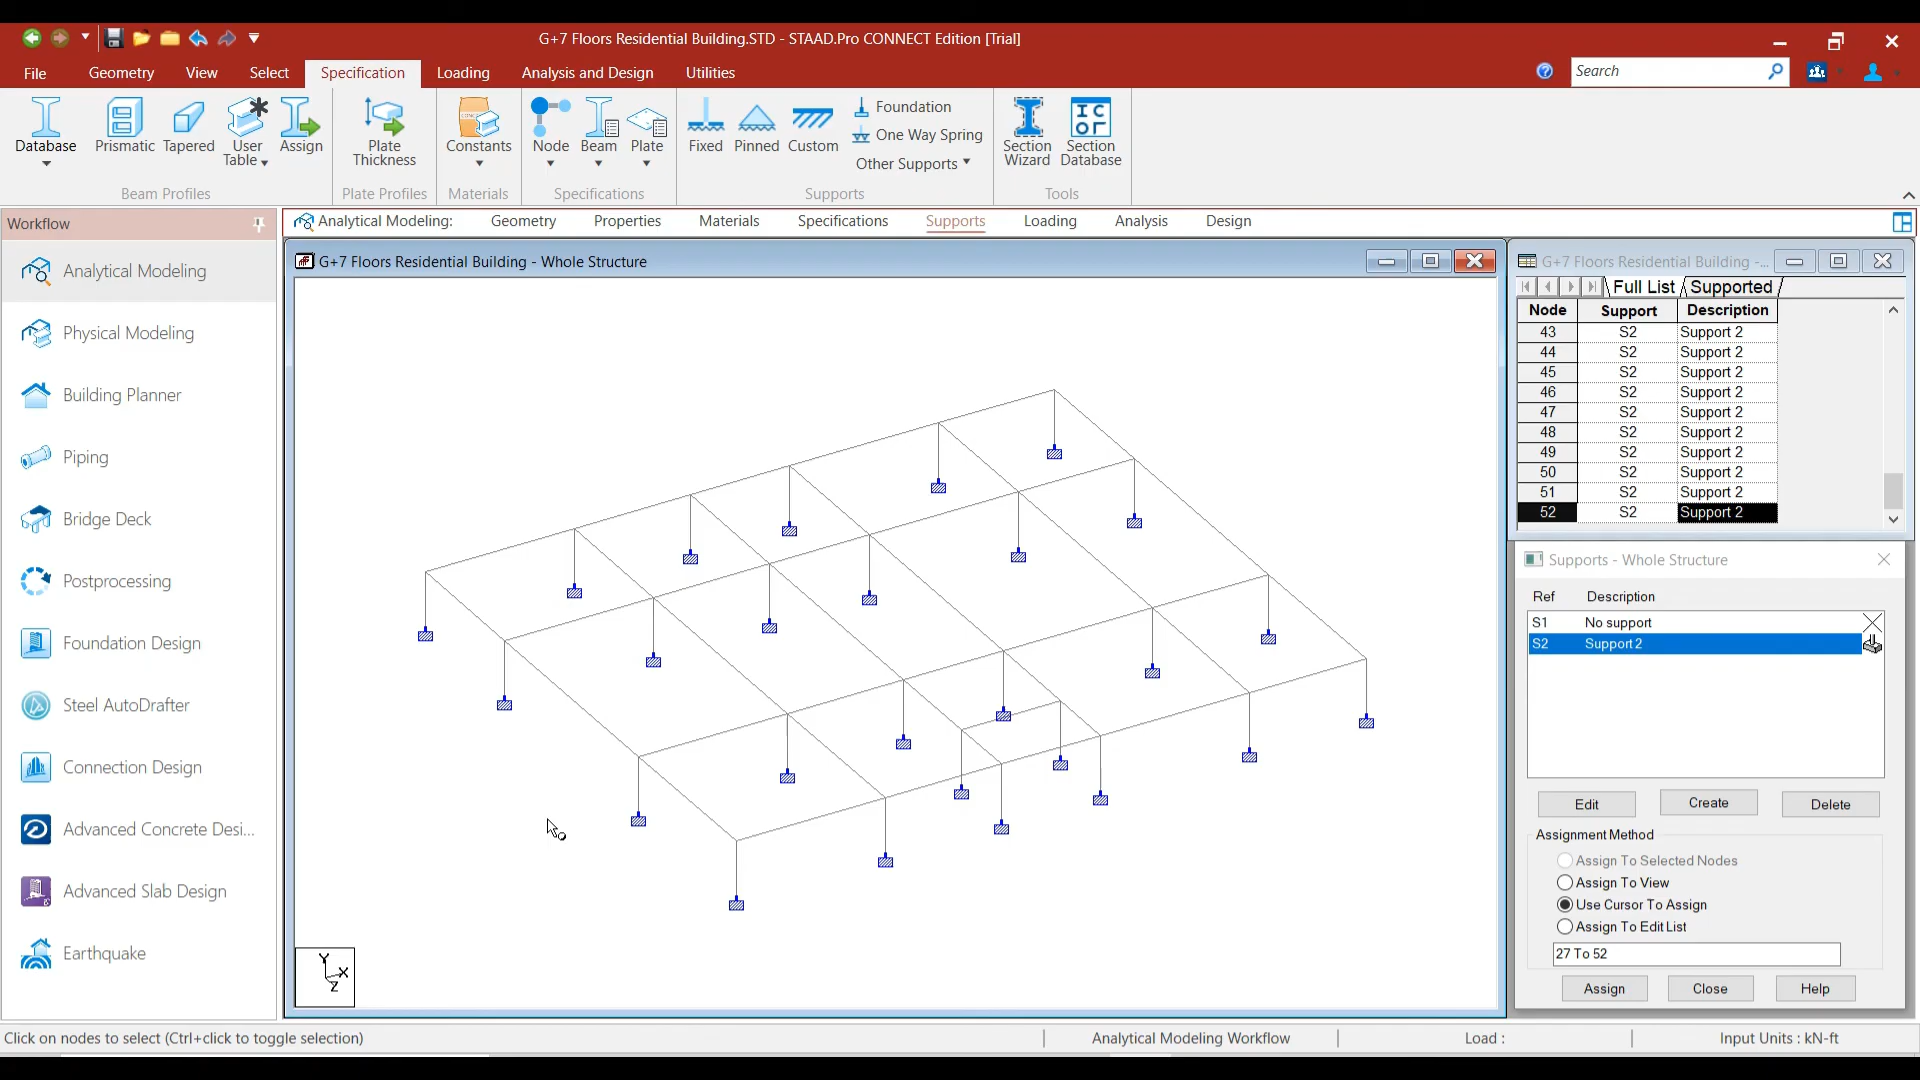 G+7 Floors Residential Building.STD - STAAD.Pro CONNECT Edition [Trial]
File Geometry View Select Specification Loading Analysis and Design Utilities Search
Database Prismatic Tapered User Table Assign Plate Thickness Constants Node Beam Plate Fixed Pinned Custom Foundation One Way Spring Other Supports Section Wizard Section Database
Beam Profiles Plate Profiles Materials Specifications Supports Tools
Workflow
Analytical Modeling: Geometry Properties Materials Specifications Supports Loading Analysis Design
Analytical Modeling
Physical Modeling
Building Planner
Piping
Bridge Deck
Postprocessing
Foundation Design
Steel AutoDrafter
Connection Design
Advanced Concrete Desi...
Advanced Slab Design
Earthquake
G+7 Floors Residential Building - Whole Structure
Y
X
Z
G+7 Floors Residential Building -...
Full List Supported
Node Support Description
43 S2 Support 2
44 S2 Support 2
45 S2 Support 2
46 S2 Support 2
47 S2 Support 2
48 S2 Support 2
49 S2 Support 2
50 S2 Support 2
51 S2 Support 2
52 S2 Support 2
Supports - Whole Structure
Ref Description
S1 No support
S2 Support 2
Edit Create Delete
Assignment Method
Assign To Selected Nodes
Assign To View
Use Cursor To Assign
Assign To Edit List
27 To 52
Assign Close Help
Click on nodes to select (Ctrl+click to toggle selection) Analytical Modeling Workflow Load : Input Units : kN-ft